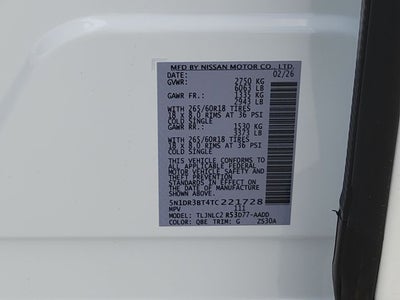 MFD BY NISSAN MOTOR CO., LTD.
DATE: 02/26
GVWR: 2750 KG
6063 LB
GAWR FR.: 1335 KG
2943 LB
WITH 265/60R18 TIRES
18 x 8.0 RIMS AT 36 PSI
COLD SINGLE
GAWR RR.: 1530 KG
3373 LB
WITH 265/60R18 TIRES
18 x 8.0 RIMS AT 36 PSI
COLD SINGLE
THIS VEHICLE CONFORMS TO
ALL APPLICABLE FEDERAL
MOTOR VEHICLE SAFETY AND
THEFT PREVENTION
STANDARDS IN EFFECT ON THE
DATE OF MANUFACTURE SHOWN
ABOVE.
5N1DR3BT4TC221728
MPV 111
MODEL: TLJNLC2 R53D77-AADD
COLOR: QBE TRIM: G Z530A